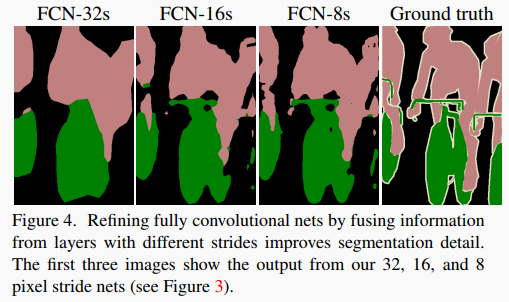 FCN-32s FCN-16s FCN-8s Ground truth
Figure 4. Refining fully convolutional nets by fusing information
from layers with different strides improves segmentation detail.
The first three images show the output from our 32, 16, and 8
pixel stride nets (see Figure 3).